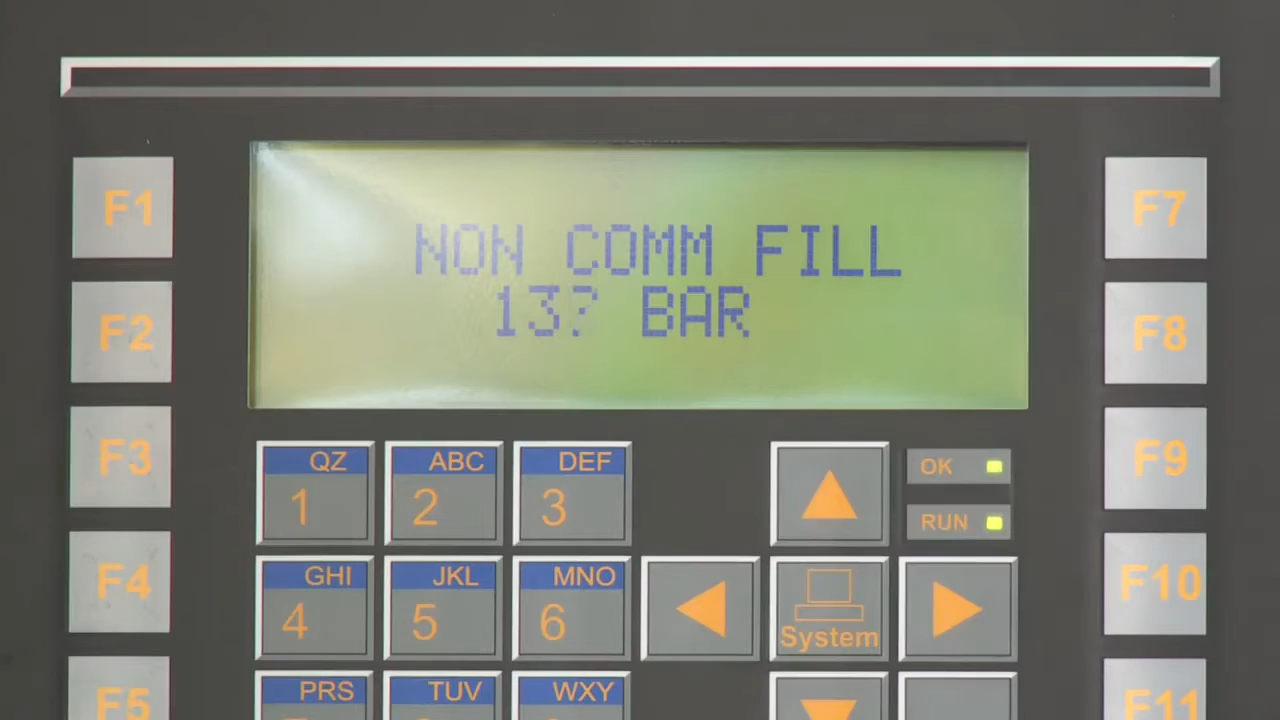 NON COMM FILL
13? BAR
F1
F7
F2
F8
F3
F9
F4
F10
F5
F11
QZ
ABC
DEF
1
2
3
OK
RUN
GHI
JKL
MNO
4
5
6
System
PRS
TUV
WXY